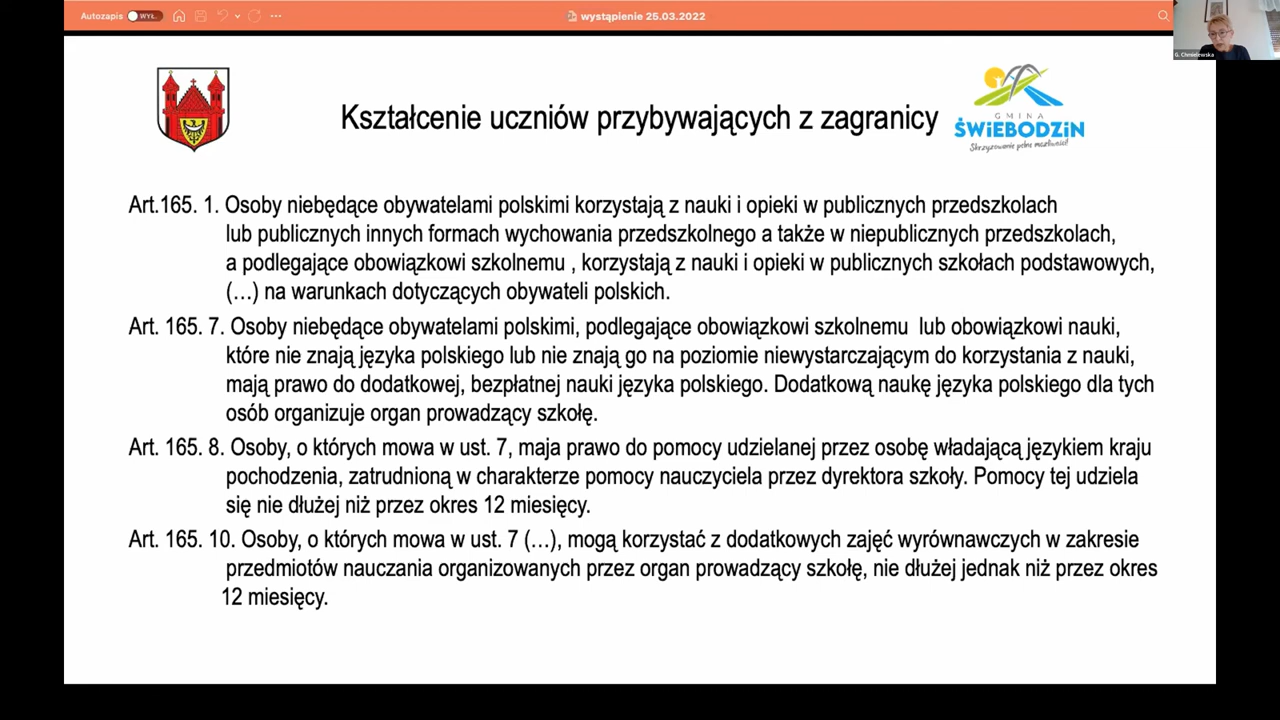 Autozapis WYŁ.
wystąpienie 25.03.2022
G. Chmielewska
Kształcenie uczniów przybywających z zagranicy
GMINA
ŚWiEBODZiN
Skrzyżowanie pełne możliwości!
Art.165. 1. Osoby niebędące obywatelami polskimi korzystają z nauki i opieki w publicznych przedszkolach
lub publicznych innych formach wychowania przedszkolnego a także w niepublicznych przedszkolach,
a podlegające obowiązkowi szkolnemu , korzystają z nauki i opieki w publicznych szkołach podstawowych,
(…) na warunkach dotyczących obywateli polskich.
Art. 165. 7. Osoby niebędące obywatelami polskimi, podlegające obowiązkowi szkolnemu lub obowiązkowi nauki,
które nie znają języka polskiego lub nie znają go na poziomie niewystarczającym do korzystania z nauki,
mają prawo do dodatkowej, bezpłatnej nauki języka polskiego. Dodatkową naukę języka polskiego dla tych
osób organizuje organ prowadzący szkołę.
Art. 165. 8. Osoby, o których mowa w ust. 7, maja prawo do pomocy udzielanej przez osobę władającą językiem kraju
pochodzenia, zatrudnioną w charakterze pomocy nauczyciela przez dyrektora szkoły. Pomocy tej udziela
się nie dłużej niż przez okres 12 miesięcy.
Art. 165. 10. Osoby, o których mowa w ust. 7 (…), mogą korzystać z dodatkowych zajęć wyrównawczych w zakresie
przedmiotów nauczania organizowanych przez organ prowadzący szkołę, nie dłużej jednak niż przez okres
12 miesięcy.